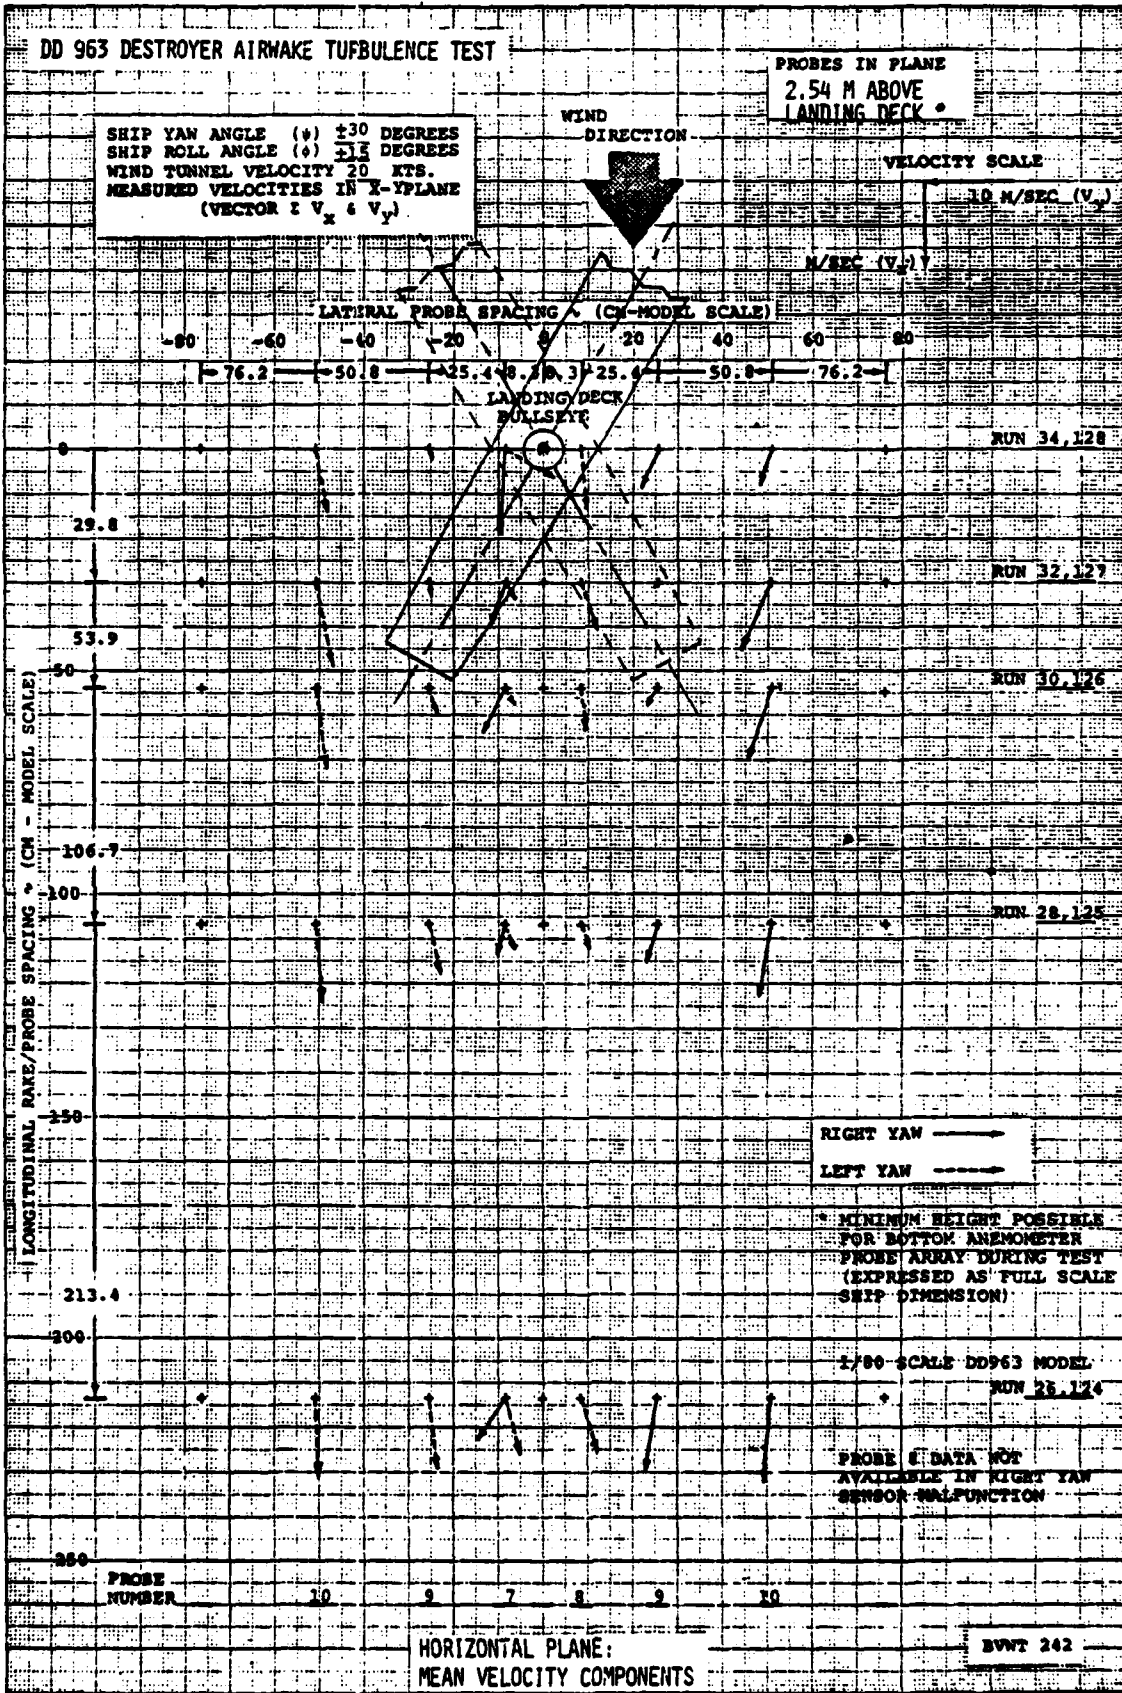 DD 963 DESTROYER AIRWAKE TUFBULENCE TEST
PROBES IN PLANE
2.54 M ABOVE
LANDING DECK *
SHIP YAW ANGLE (ψ) ±30 DEGREES
SHIP ROLL ANGLE (φ) ±15 DEGREES
WIND TUNNEL VELOCITY 20 KTS.
MEASURED VELOCITIES IN X-YPLANE
(VECTOR Σ Vx & Vy)
WIND
DIRECTION
VELOCITY SCALE
10 M/SEC (Vy)
M/SEC (Vx)
LATERAL PROBE SPACING ~ (CM-MODEL SCALE)
-80 -60 -40 -20 0 20 40 60 80
76.2 50.8 25.4 8.3 8.3 25.4 50.8 76.2
LANDING DECK
BULLSEYE
0
RUN 34,128
29.8
RUN 32,127
53.9
50
RUN 30,126
106.7
100
RUN 28,125
LONGITUDINAL RAKE/PROBE SPACING ~ (CM - MODEL SCALE)
150
RIGHT YAW
LEFT YAW
* MINIMUM HEIGHT POSSIBLE
FOR BOTTOM ANEMOMETER
PROBE ARRAY DURING TEST
(EXPRESSED AS FULL SCALE
SHIP DIMENSION)
213.4
200
1/80 SCALE DD963 MODEL
RUN 26,124
PROBE 8 DATA NOT
AVAILABLE IN RIGHT YAW
SENSOR MALFUNCTION
250
PROBE
NUMBER 10 9 7 8 9 10
HORIZONTAL PLANE:
MEAN VELOCITY COMPONENTS
BVWT 242